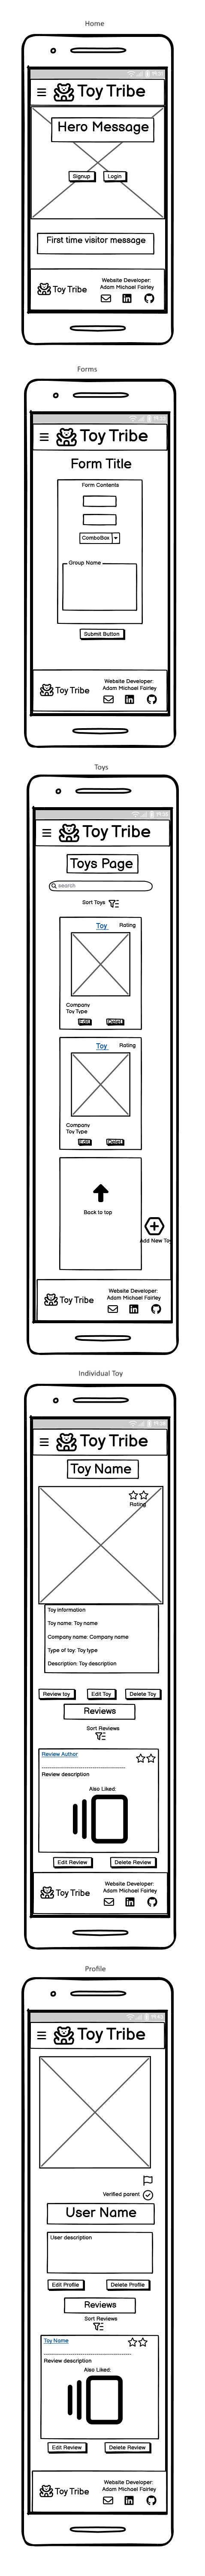 Home
Toy Tribe
Hero Message
Signup Login
First time visitor message
Toy Tribe
Website Developer:
Adam Michael Fairley
Forms
Toy Tribe
Form Title
Form Contents
ComboBox
Group Name
Submit Button
Toy Tribe
Website Developer:
Adam Michael Fairley
Toys
Toy Tribe
Toys Page
search
Sort Toys
Toy Rating
Company
Toy Type
Edit Delete
Toy Rating
Company
Toy Type
Edit Delete
Back to top
Add New Toy
Toy Tribe
Website Developer:
Adam Michael Fairley
Individual Toy
Toy Tribe
Toy Name
Rating
Toy information
Toy name: Toy name
Company name: Company name
Type of toy: Toy type
Description: Toy description
Review toy Edit Toy Delete Toy
Reviews
Sort Reviews
Review Author
Review description
Also Liked:
Edit Review Delete Review
Toy Tribe
Website Developer:
Adam Michael Fairley
Profile
Toy Tribe
Verified parent
User Name
User description
Edit Profile Delete Profile
Reviews
Sort Reviews
Toy Name
Review description
Also Liked:
Edit Review Delete Review
Toy Tribe
Website Developer:
Adam Michael Fairley